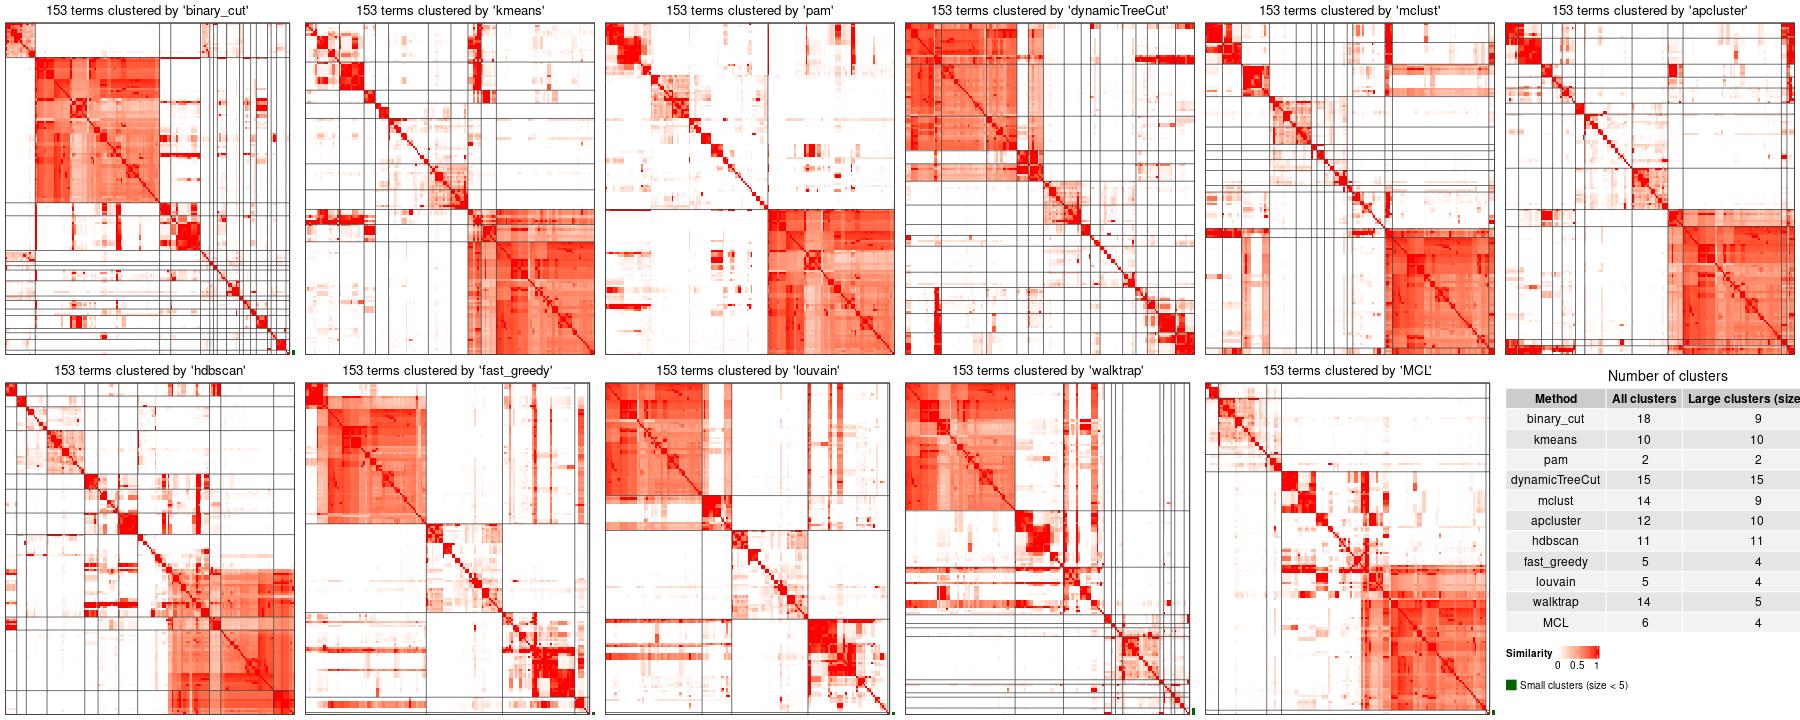 153 terms clustered by 'binary_cut'
153 terms clustered by 'kmeans'
153 terms clustered by 'pam'
153 terms clustered by 'dynamicTreeCut'
153 terms clustered by 'mclust'
153 terms clustered by 'apcluster'
153 terms clustered by 'hdbscan'
153 terms clustered by 'fast_greedy'
153 terms clustered by 'louvain'
153 terms clustered by 'walktrap'
153 terms clustered by 'MCL'
Number of clusters
Method All clusters Large clusters (size
binary_cut 18 9
kmeans 10 10
pam 2 2
dynamicTreeCut 15 15
mclust 14 9
apcluster 12 10
hdbscan 11 11
fast_greedy 5 4
louvain 5 4
walktrap 14 5
MCL 6 4
Similarity
0 0.5 1
Small clusters (size < 5)